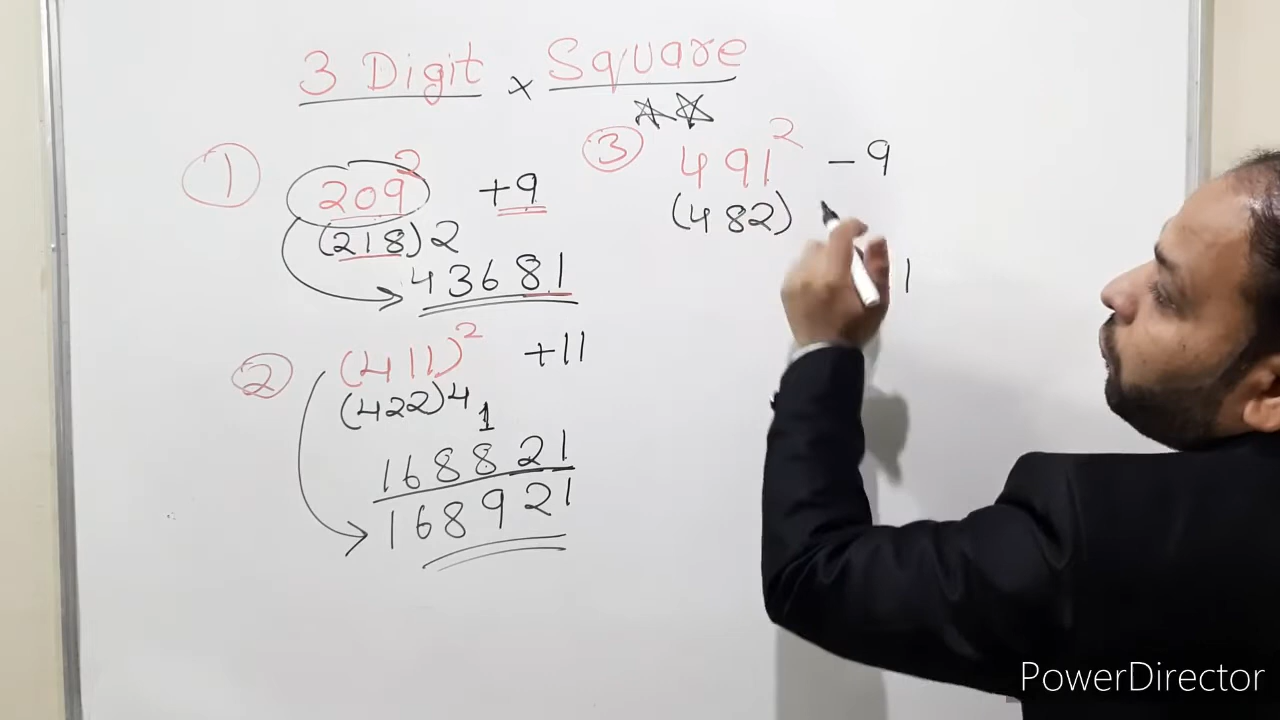 3 Digit × Square
① 209² +9
(218)2
43681
② (411)² +11
(422)4
1
168821
168921
③ 491² -9
(482)
1
PowerDirector